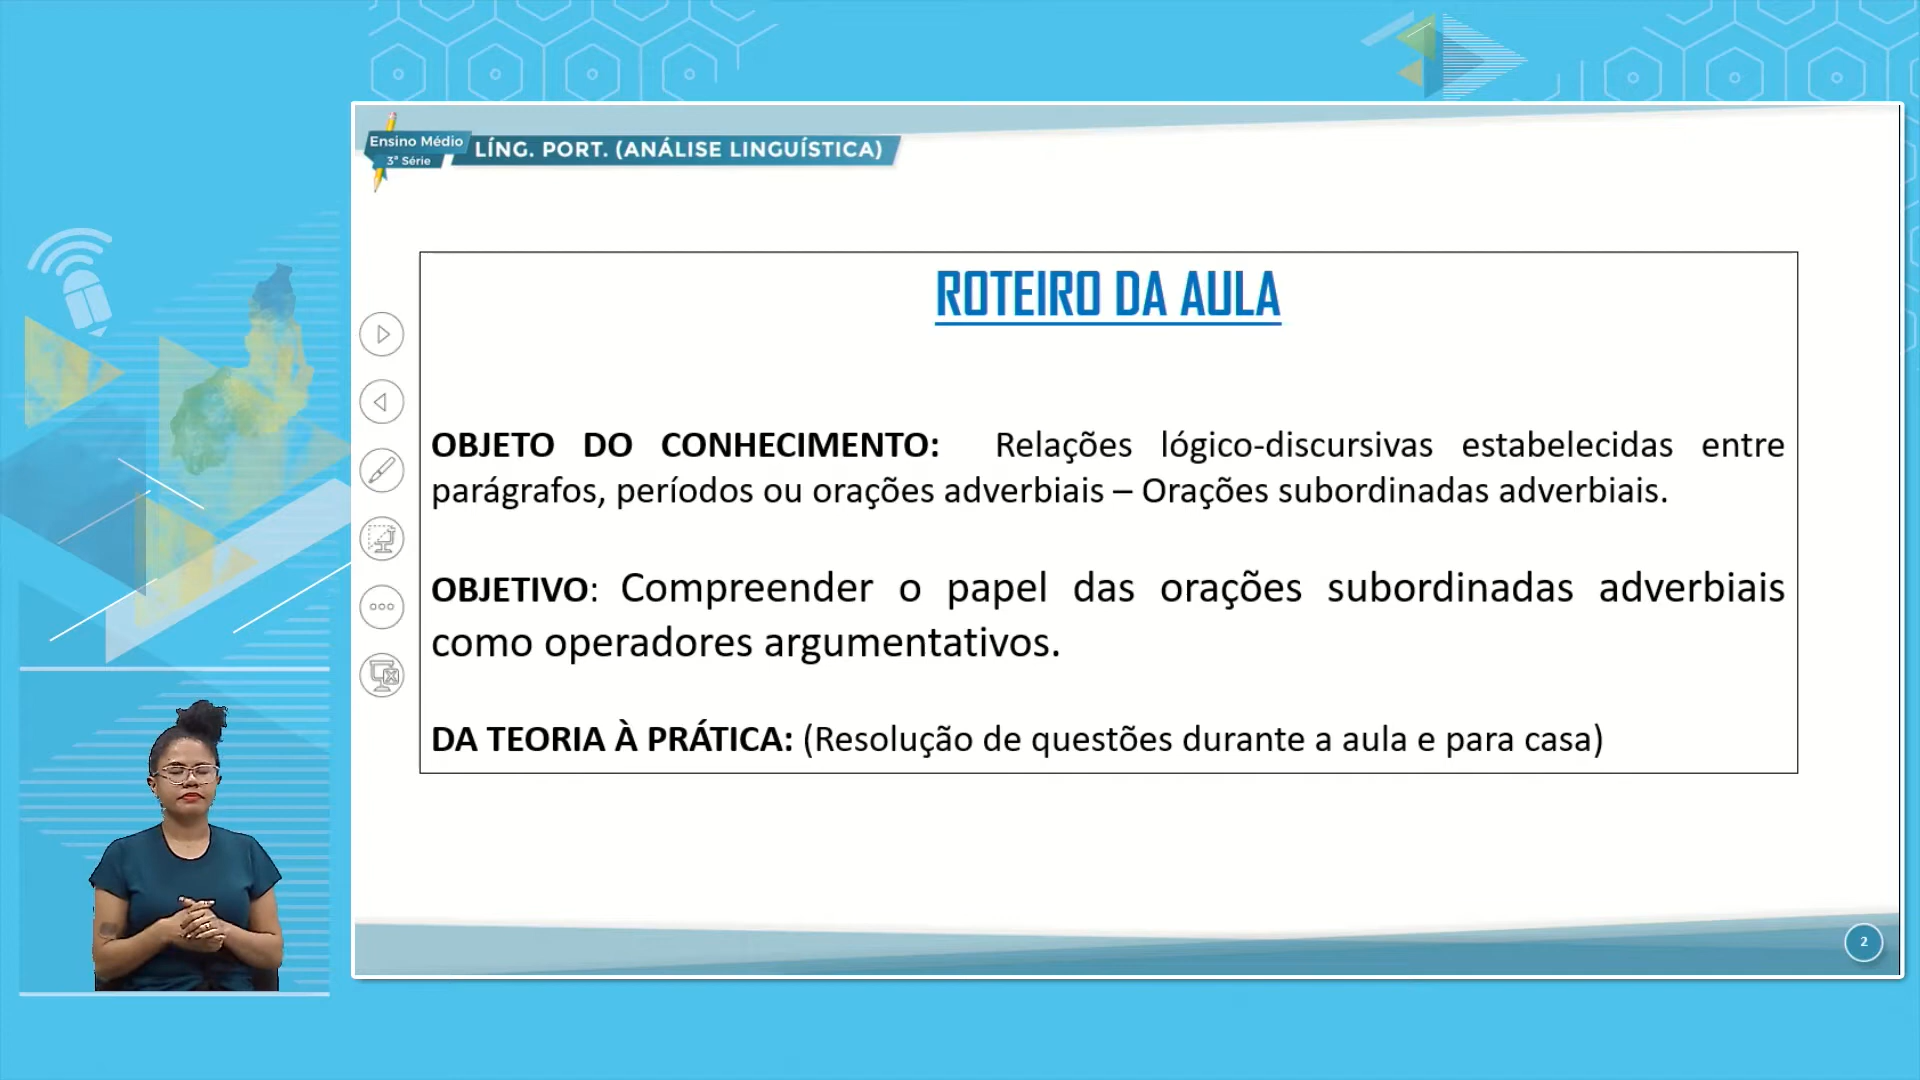 Ensino Médio
3ª Série
LÍNG. PORT. (ANÁLISE LINGUÍSTICA)
ROTEIRO DA AULA
OBJETO DO CONHECIMENTO: Relações lógico-discursivas estabelecidas entre
parágrafos, períodos ou orações adverbiais – Orações subordinadas adverbiais.
OBJETIVO: Compreender o papel das orações subordinadas adverbiais
como operadores argumentativos.
DA TEORIA À PRÁTICA: (Resolução de questões durante a aula e para casa)
2